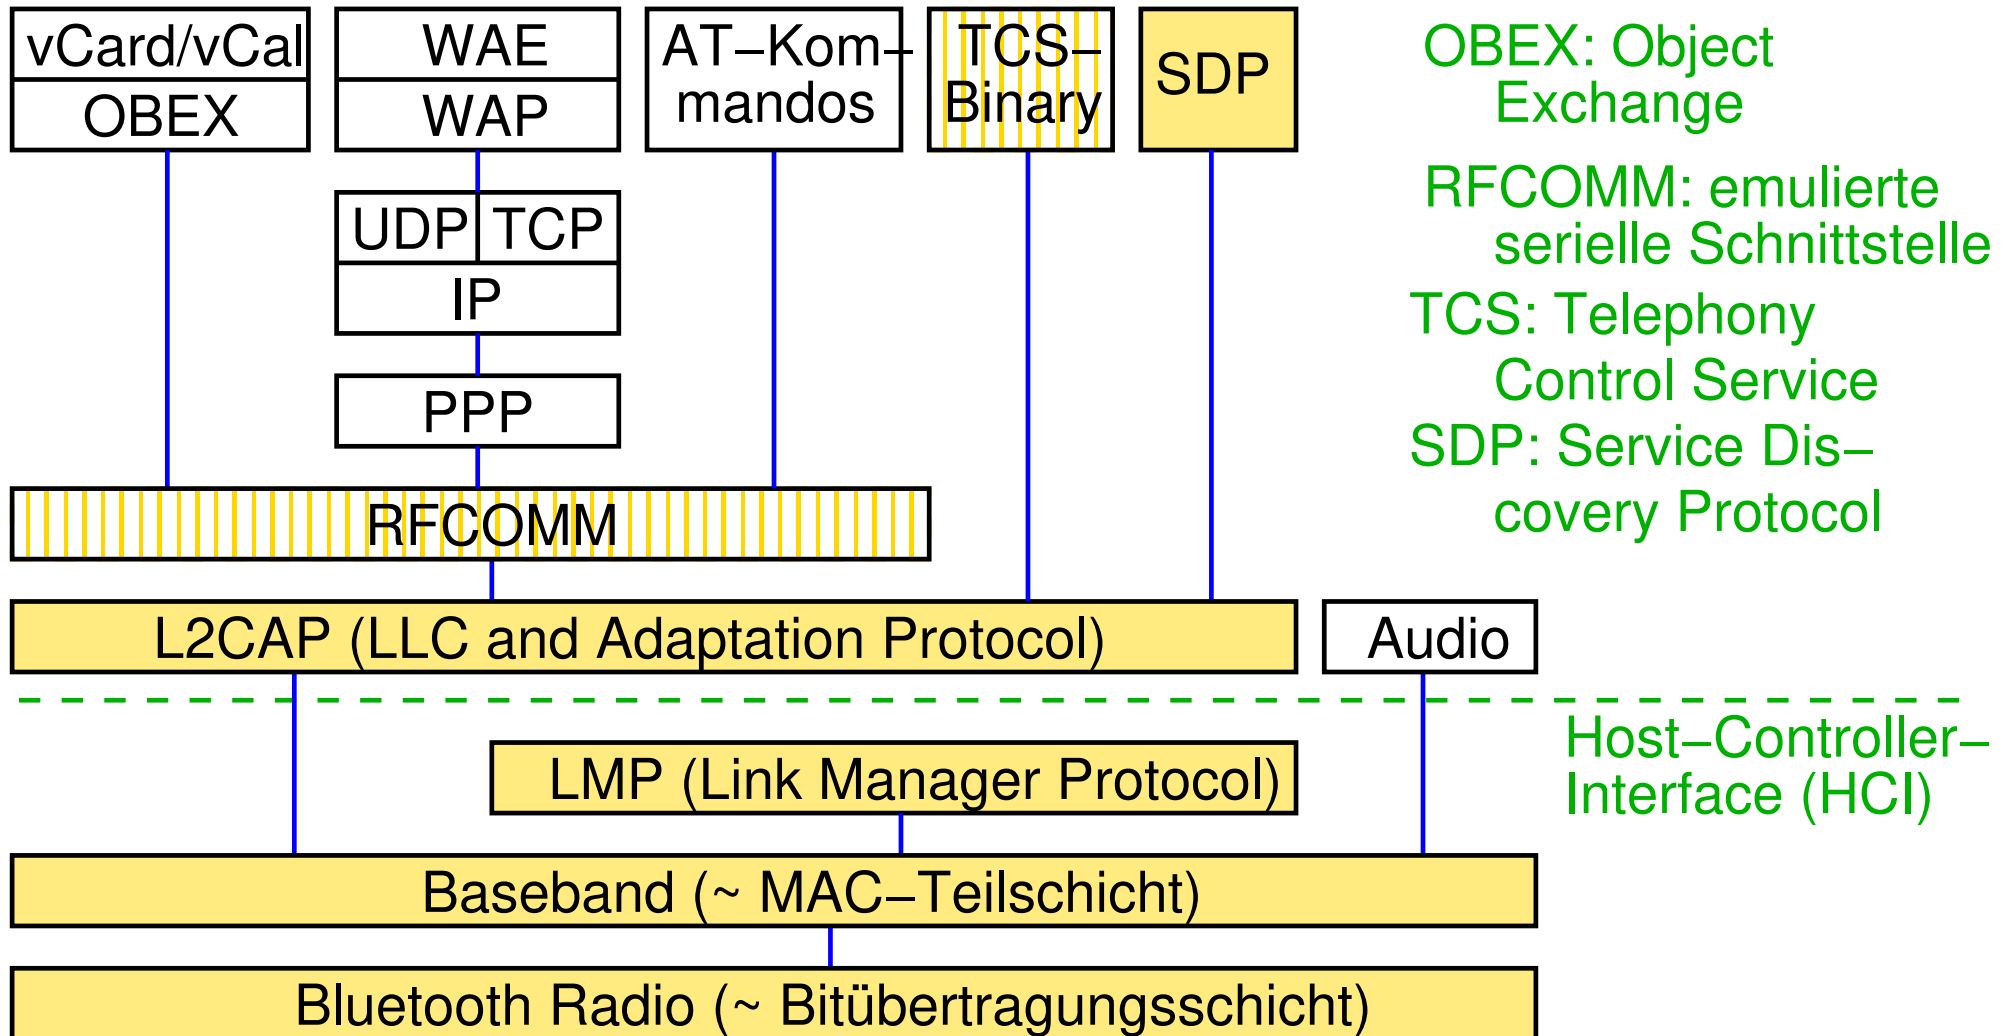 vCard/vCal
OBEX
WAE
WAP
AT–Kom–
mandos
TCS–
Binary
SDP
UDP
TCP
IP
PPP
RFCOMM
L2CAP (LLC and Adaptation Protocol)
Audio
LMP (Link Manager Protocol)
Baseband (~ MAC–Teilschicht)
Bluetooth Radio (~ Bitübertragungsschicht)
OBEX: Object
Exchange
RFCOMM: emulierte
serielle Schnittstelle
TCS: Telephony
Control Service
SDP: Service Dis–
covery Protocol
Host–Controller–
Interface (HCI)